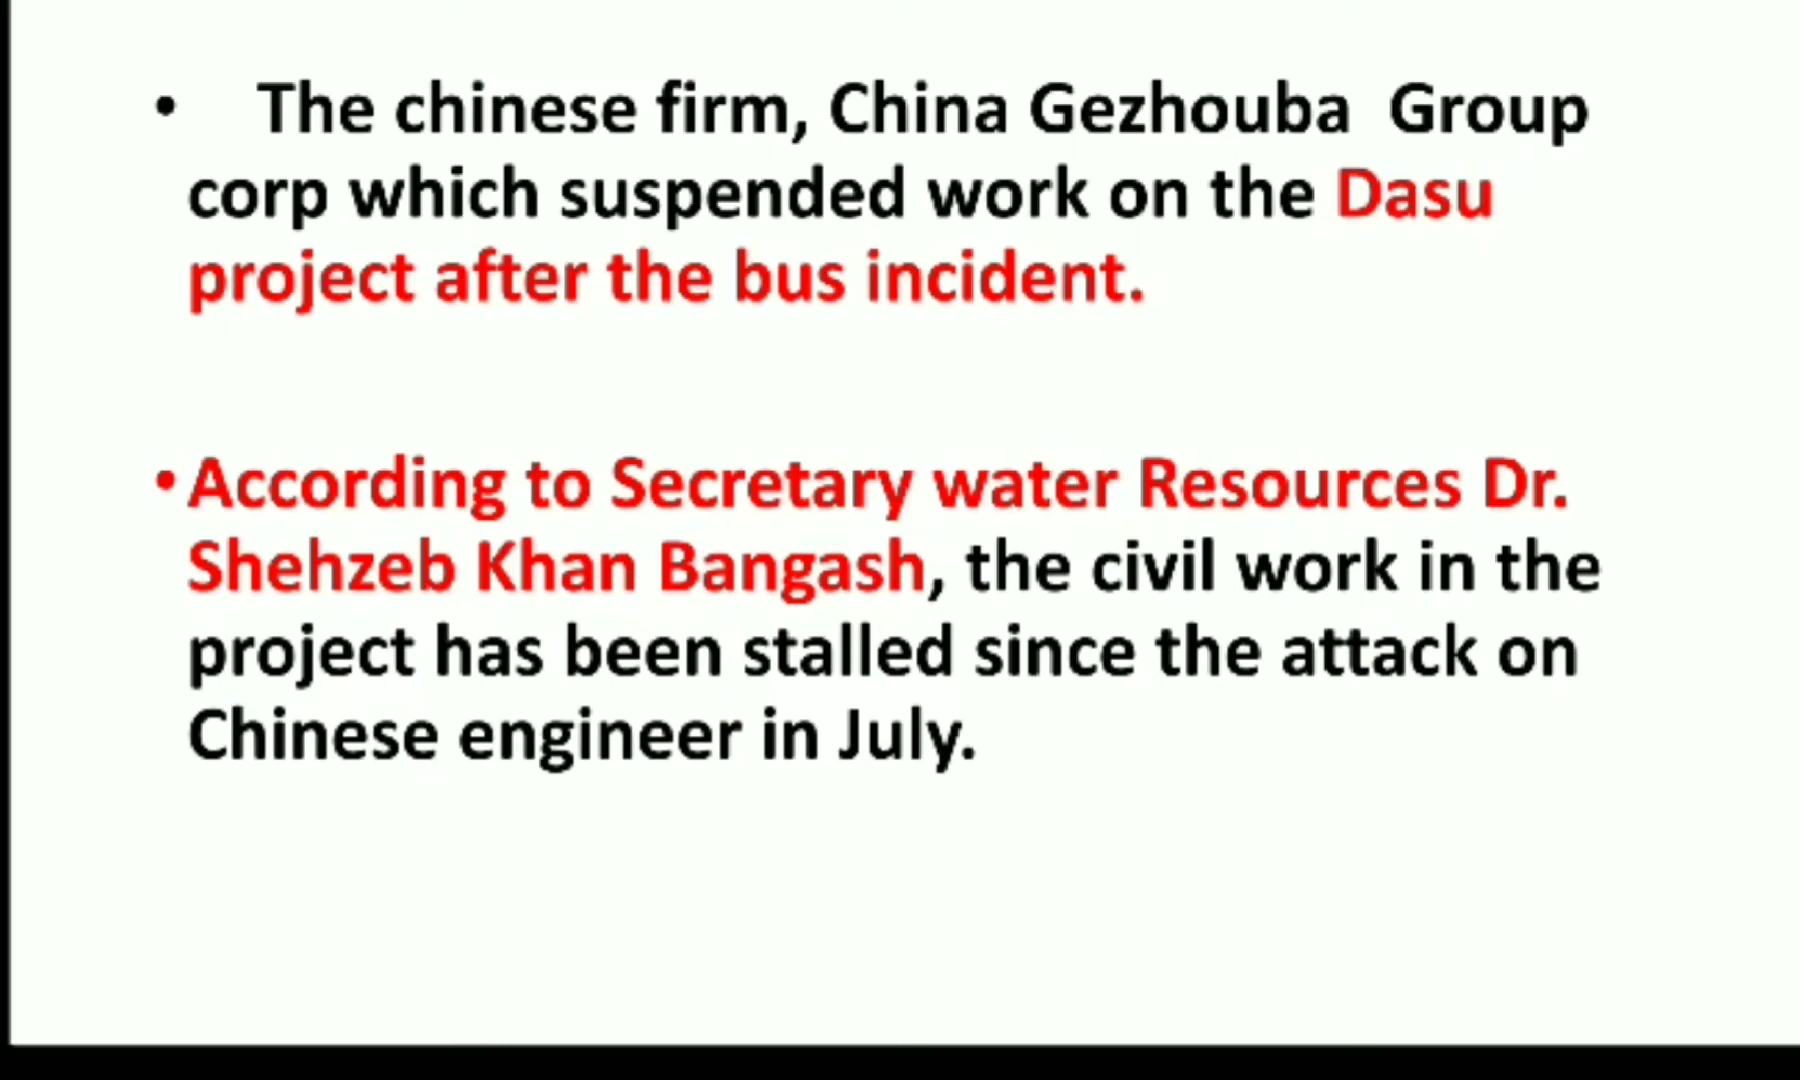 • The chinese firm, China Gezhouba Group
corp which suspended work on the Dasu
project after the bus incident.
• According to Secretary water Resources Dr.
Shehzeb Khan Bangash, the civil work in the
project has been stalled since the attack on
Chinese engineer in July.